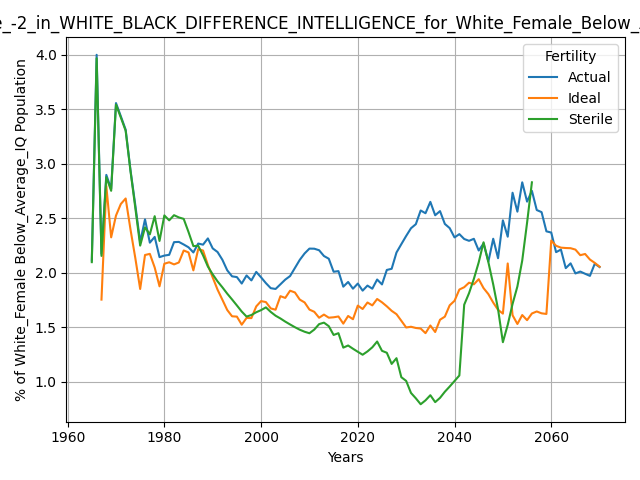 _-2_in_WHITE_BLACK_DIFFERENCE_INTELLIGENCE_for_White_Female_Below_
Fertility
Actual
Ideal
Sterile
% of White_Female Below_Average_IQ Population
4.0
3.5
3.0
2.5
2.0
1.5
1.0
1960
1980
2000
2020
2040
2060
Years